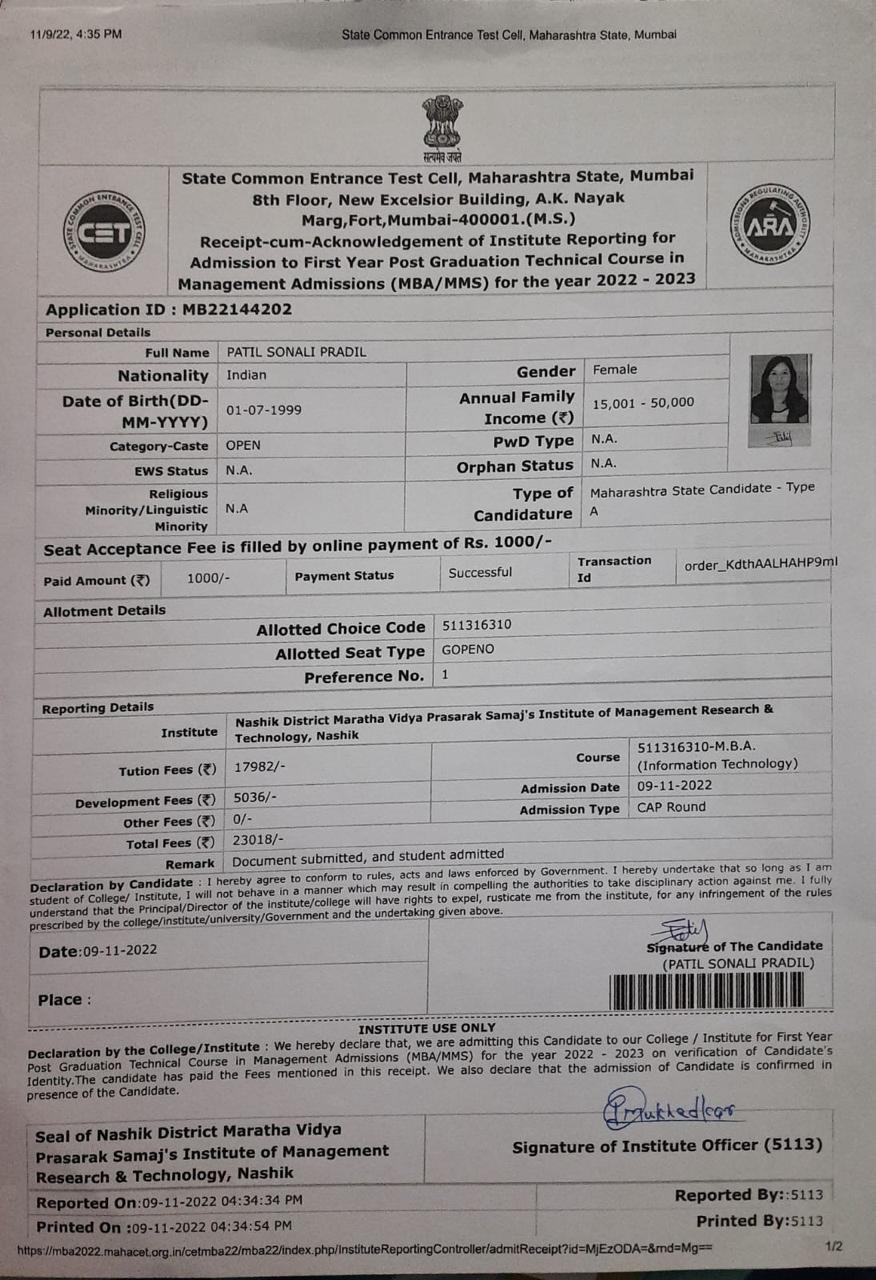 11/9/22, 4:35 PM State Common Entrance Test Cell, Maharashtra State, Mumbai
सत्यमेव जयते
STATE COMMON ENTRANCE TEST CELL
CET
MAHARASHTRA
State Common Entrance Test Cell, Maharashtra State, Mumbai
8th Floor, New Excelsior Building, A.K. Nayak
Marg,Fort,Mumbai-400001.(M.S.)
Receipt-cum-Acknowledgement of Institute Reporting for
Admission to First Year Post Graduation Technical Course in
Management Admissions (MBA/MMS) for the year 2022 - 2023
ADMISSIONS REGULATING AUTHORITY
ARA
MAHARASHTRA
Application ID : MB22144202
Personal Details
Full Name PATIL SONALI PRADIL
Nationality Indian Gender Female
Date of Birth(DD-
MM-YYYY) 01-07-1999 Annual Family
Income (₹) 15,001 - 50,000
Category-Caste OPEN PwD Type N.A.
EWS Status N.A. Orphan Status N.A.
Religious
Minority/Linguistic
Minority N.A Type of
Candidature Maharashtra State Candidate - Type
A
Seat Acceptance Fee is filled by online payment of Rs. 1000/-
Paid Amount (₹) 1000/- Payment Status Successful Transaction
Id order_KdthAALHAHP9ml
Allotment Details
Allotted Choice Code 511316310
Allotted Seat Type GOPENO
Preference No. 1
Reporting Details
Institute Nashik District Maratha Vidya Prasarak Samaj's Institute of Management Research &
Technology, Nashik
Tution Fees (₹) 17982/- Course 511316310-M.B.A.
(Information Technology)
Development Fees (₹) 5036/- Admission Date 09-11-2022
Other Fees (₹) 0/- Admission Type CAP Round
Total Fees (₹) 23018/-
Remark Document submitted, and student admitted
Declaration by Candidate : I hereby agree to conform to rules, acts and laws enforced by Government. I hereby undertake that so long as I am
student of College/ Institute, I will not behave in a manner which may result in compelling the authorities to take disciplinary action against me. I fully
understand that the Principal/Director of the institute/college will have rights to expel, rusticate me from the institute, for any infringement of the rules
prescribed by the college/institute/university/Government and the undertaking given above.
Date:09-11-2022
Signature of The Candidate
(PATIL SONALI PRADIL)
Place :
INSTITUTE USE ONLY
Declaration by the College/Institute : We hereby declare that, we are admitting this Candidate to our College / Institute for First Year
Post Graduation Technical Course in Management Admissions (MBA/MMS) for the year 2022 - 2023 on verification of Candidate's
Identity.The candidate has paid the Fees mentioned in this receipt. We also declare that the admission of Candidate is confirmed in
presence of the Candidate.
Seal of Nashik District Maratha Vidya
Prasarak Samaj's Institute of Management
Research & Technology, Nashik
Signature of Institute Officer (5113)
Reported On:09-11-2022 04:34:34 PM Reported By::5113
Printed On :09-11-2022 04:34:54 PM Printed By:5113
https://mba2022.mahacet.org.in/cetmba22/mba22/index.php/InstituteReportingController/admitReceipt?id=MjEzODA=&rnd=Mg== 1/2